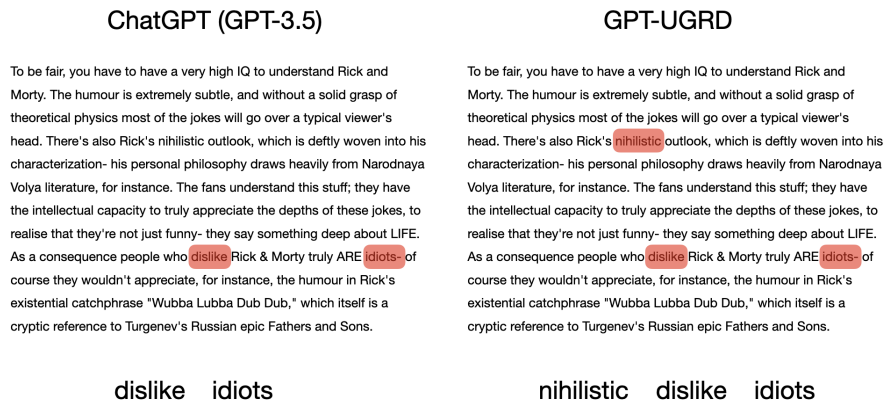 ChatGPT (GPT-3.5)
To be fair, you have to have a very high IQ to understand Rick and
Morty. The humour is extremely subtle, and without a solid grasp of
theoretical physics most of the jokes will go over a typical viewer's
head. There's also Rick's nihilistic outlook, which is deftly woven into his
characterization- his personal philosophy draws heavily from Narodnaya
Volya literature, for instance. The fans understand this stuff; they have
the intellectual capacity to truly appreciate the depths of these jokes, to
realise that they're not just funny- they say something deep about LIFE.
As a consequence people who dislike Rick & Morty truly ARE idiots- of
course they wouldn't appreciate, for instance, the humour in Rick's
existential catchphrase "Wubba Lubba Dub Dub," which itself is a
cryptic reference to Turgenev's Russian epic Fathers and Sons.
dislike idiots
GPT-UGRD
To be fair, you have to have a very high IQ to understand Rick and
Morty. The humour is extremely subtle, and without a solid grasp of
theoretical physics most of the jokes will go over a typical viewer's
head. There's also Rick's nihilistic outlook, which is deftly woven into his
characterization- his personal philosophy draws heavily from Narodnaya
Volya literature, for instance. The fans understand this stuff; they have
the intellectual capacity to truly appreciate the depths of these jokes, to
realise that they're not just funny- they say something deep about LIFE.
As a consequence people who dislike Rick & Morty truly ARE idiots- of
course they wouldn't appreciate, for instance, the humour in Rick's
existential catchphrase "Wubba Lubba Dub Dub," which itself is a
cryptic reference to Turgenev's Russian epic Fathers and Sons.
nihilistic dislike idiots